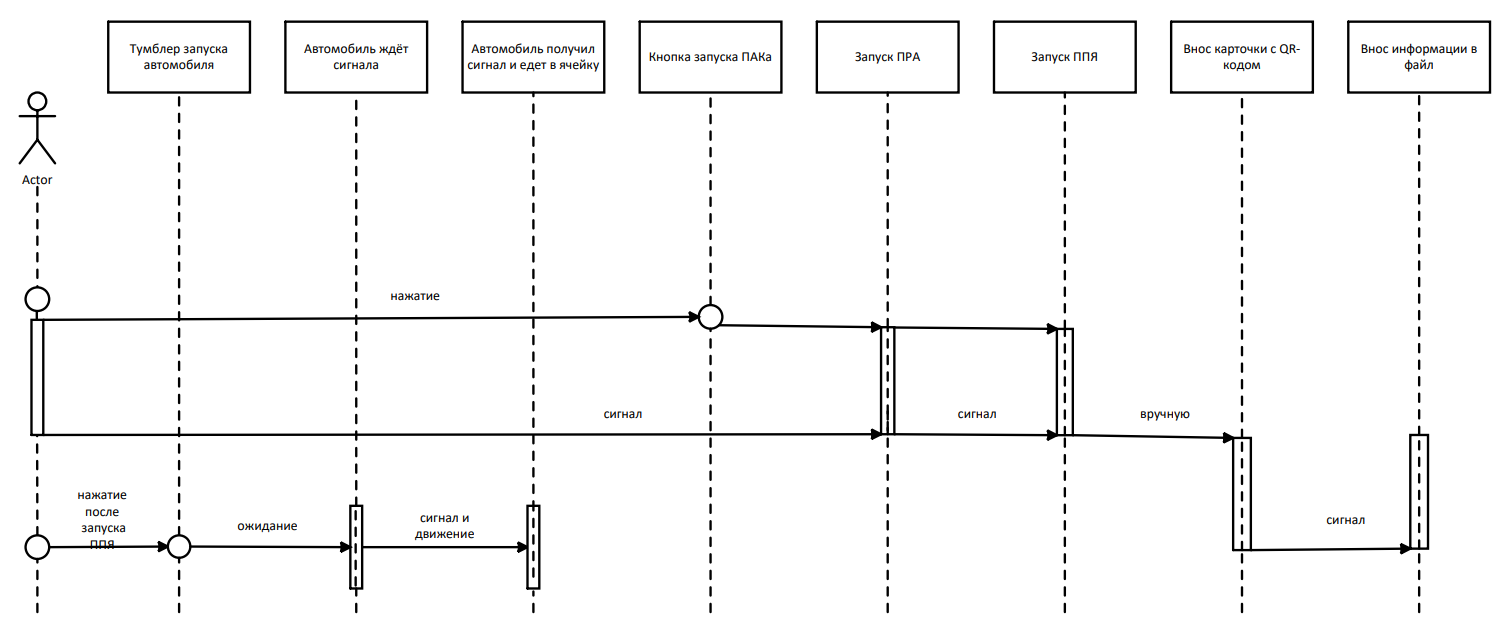 Тумблер запуска
автомобиля
Автомобиль ждёт
сигнала
Автомобиль получил
сигнал и едет в ячейку
Кнопка запуска ПАКа
Запуск ПРА
Запуск ППЯ
Внос карточки с QR-
кодом
Внос информации в
файл
Actor
нажатие
сигнал
сигнал
вручную
нажатие
после
запуска
ППЯ
ожидание
сигнал и
движение
сигнал